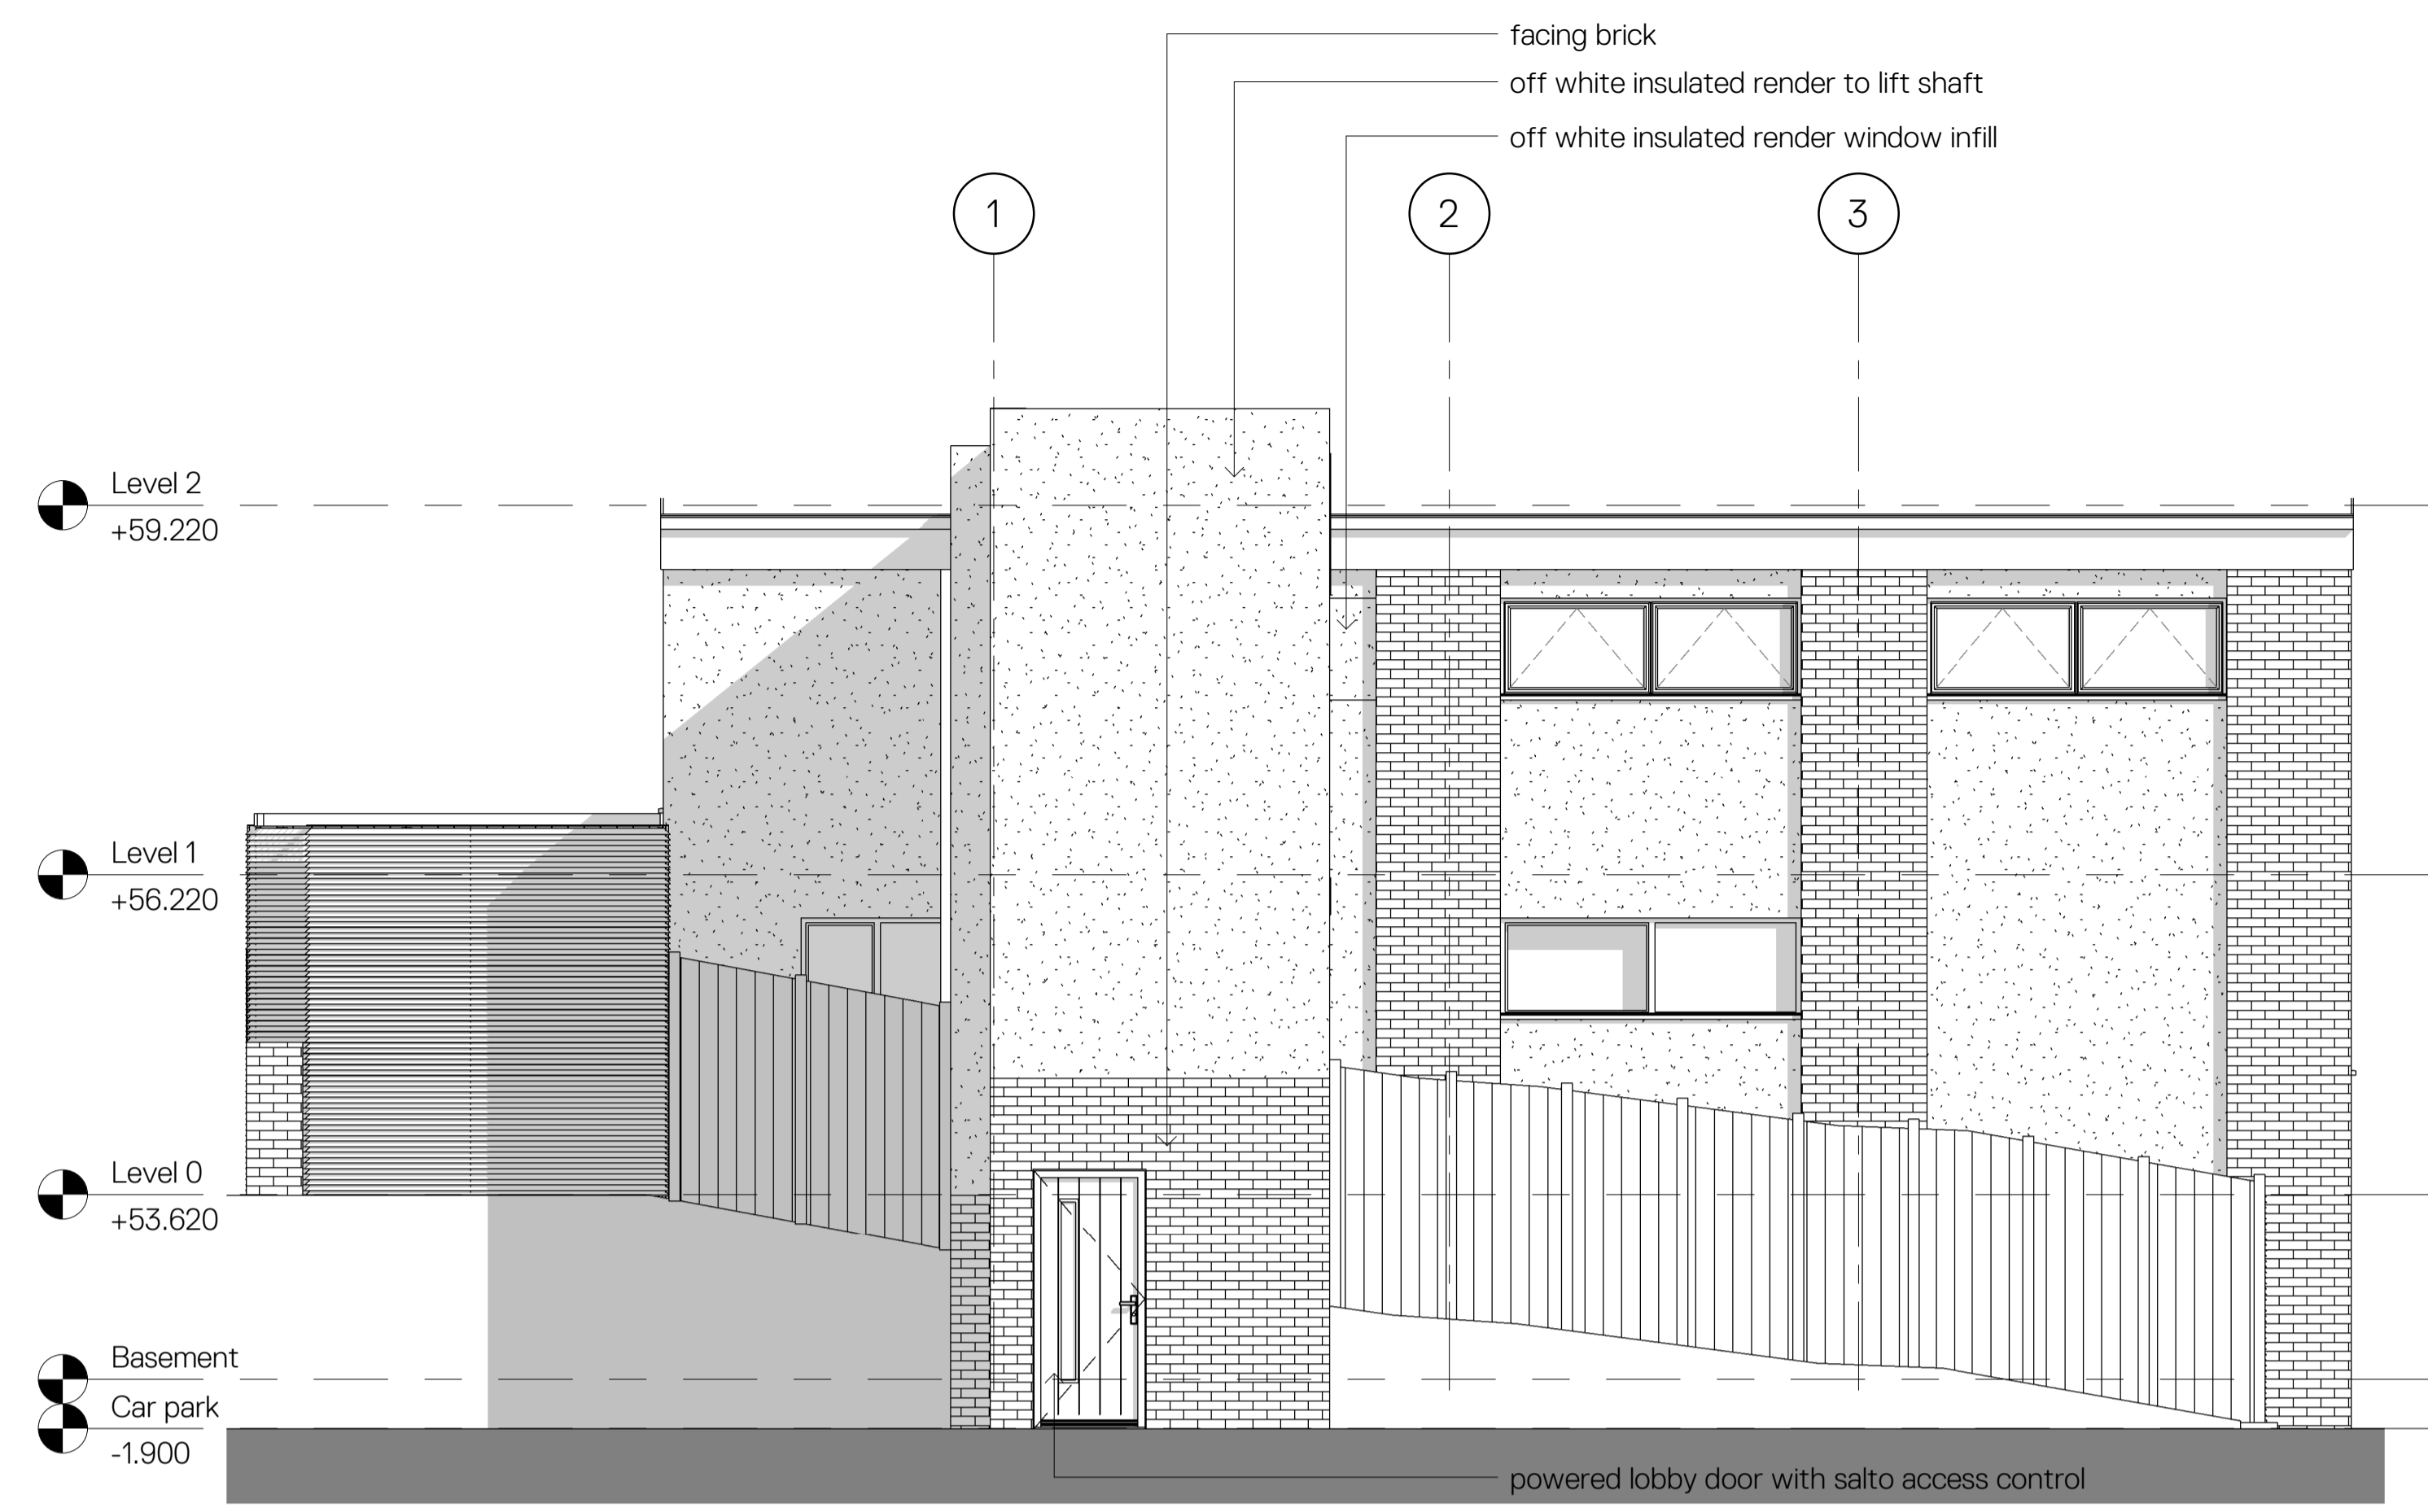 facing brick
off white insulated render to lift shaft
off white insulated render window infill
1
2
3
Level 2
+59.220
Level 1
+56.220
Level 0
+53.620
Basement
Car park
-1.900
powered lobby door with salto access control